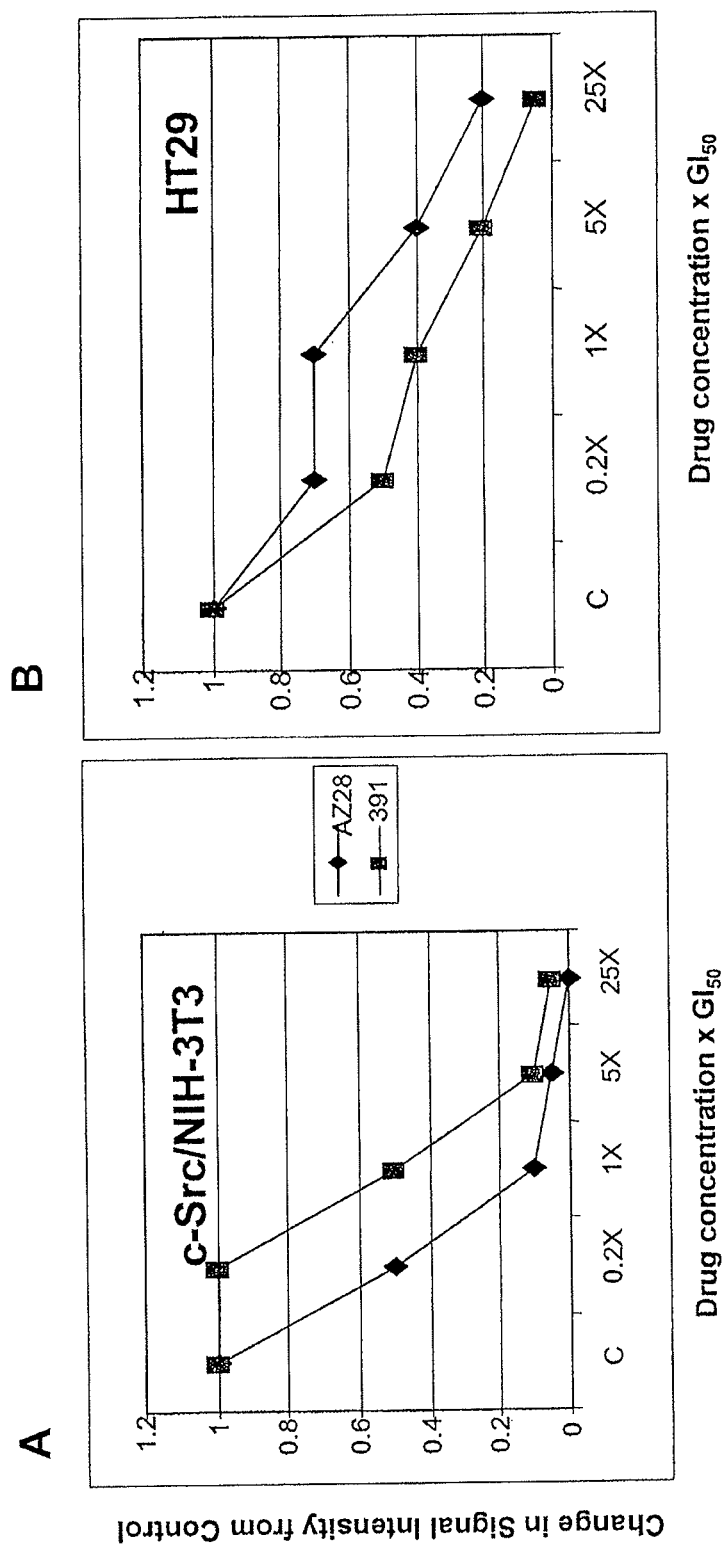 A
Change in Signal Intensity from Control
c-Src/NIH-3T3
1.2
1
0.8
0.6
0.4
0.2
0
C
0.2X
1X
5X
25X
Drug concentration x GI50
AZ28
391
B
HT29
1.2
1
0.8
0.6
0.4
0.2
0
C
0.2X
1X
5X
25X
Drug concentration x GI50